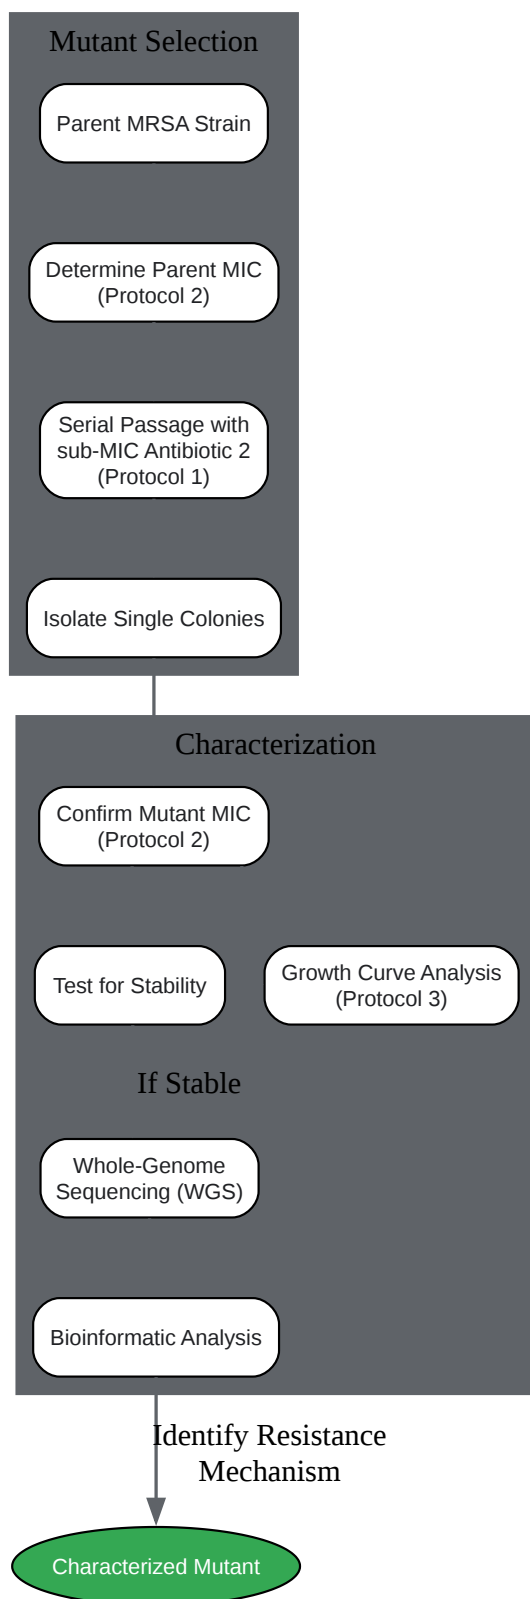 Mutant Selection
Parent MRSA Strain
Determine Parent MIC
(Protocol 2)
Serial Passage with
sub-MIC Antibiotic 2
(Protocol 1)
Isolate Single Colonies
Characterization
Confirm Mutant MIC
(Protocol 2)
Test for Stability
Growth Curve Analysis
(Protocol 3)
If Stable
Whole-Genome
Sequencing (WGS)
Bioinformatic Analysis
Identify Resistance
Mechanism
Characterized Mutant